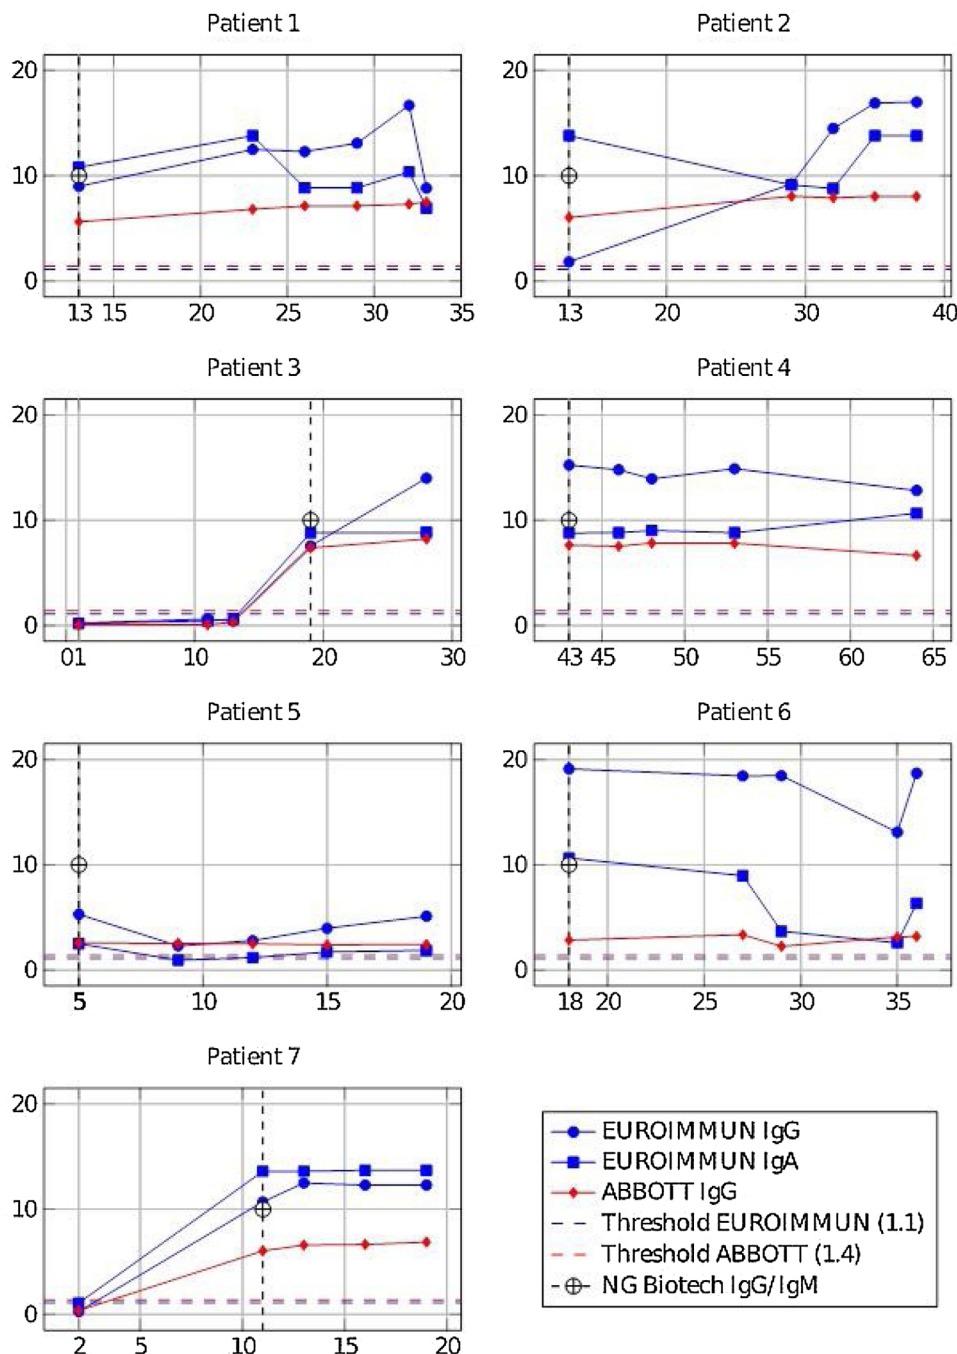 Patient 1
Patient 2
20
10
0
13 15 20 25 30 35
20
10
0
13 20 30 40
Patient 3
Patient 4
20
10
0
01 10 20 30
20
10
0
43 45 50 55 60 65
Patient 5
Patient 6
20
10
0
5 10 15 20
20
10
0
18 20 25 30 35
Patient 7
20
10
0
2 5 10 15 20
EUROIMMUN IgG
EUROIMMUN IgA
ABBOTT IgG
Threshold EUROIMMUN (1.1)
Threshold ABBOTT (1.4)
NG Biotech IgG/IgM